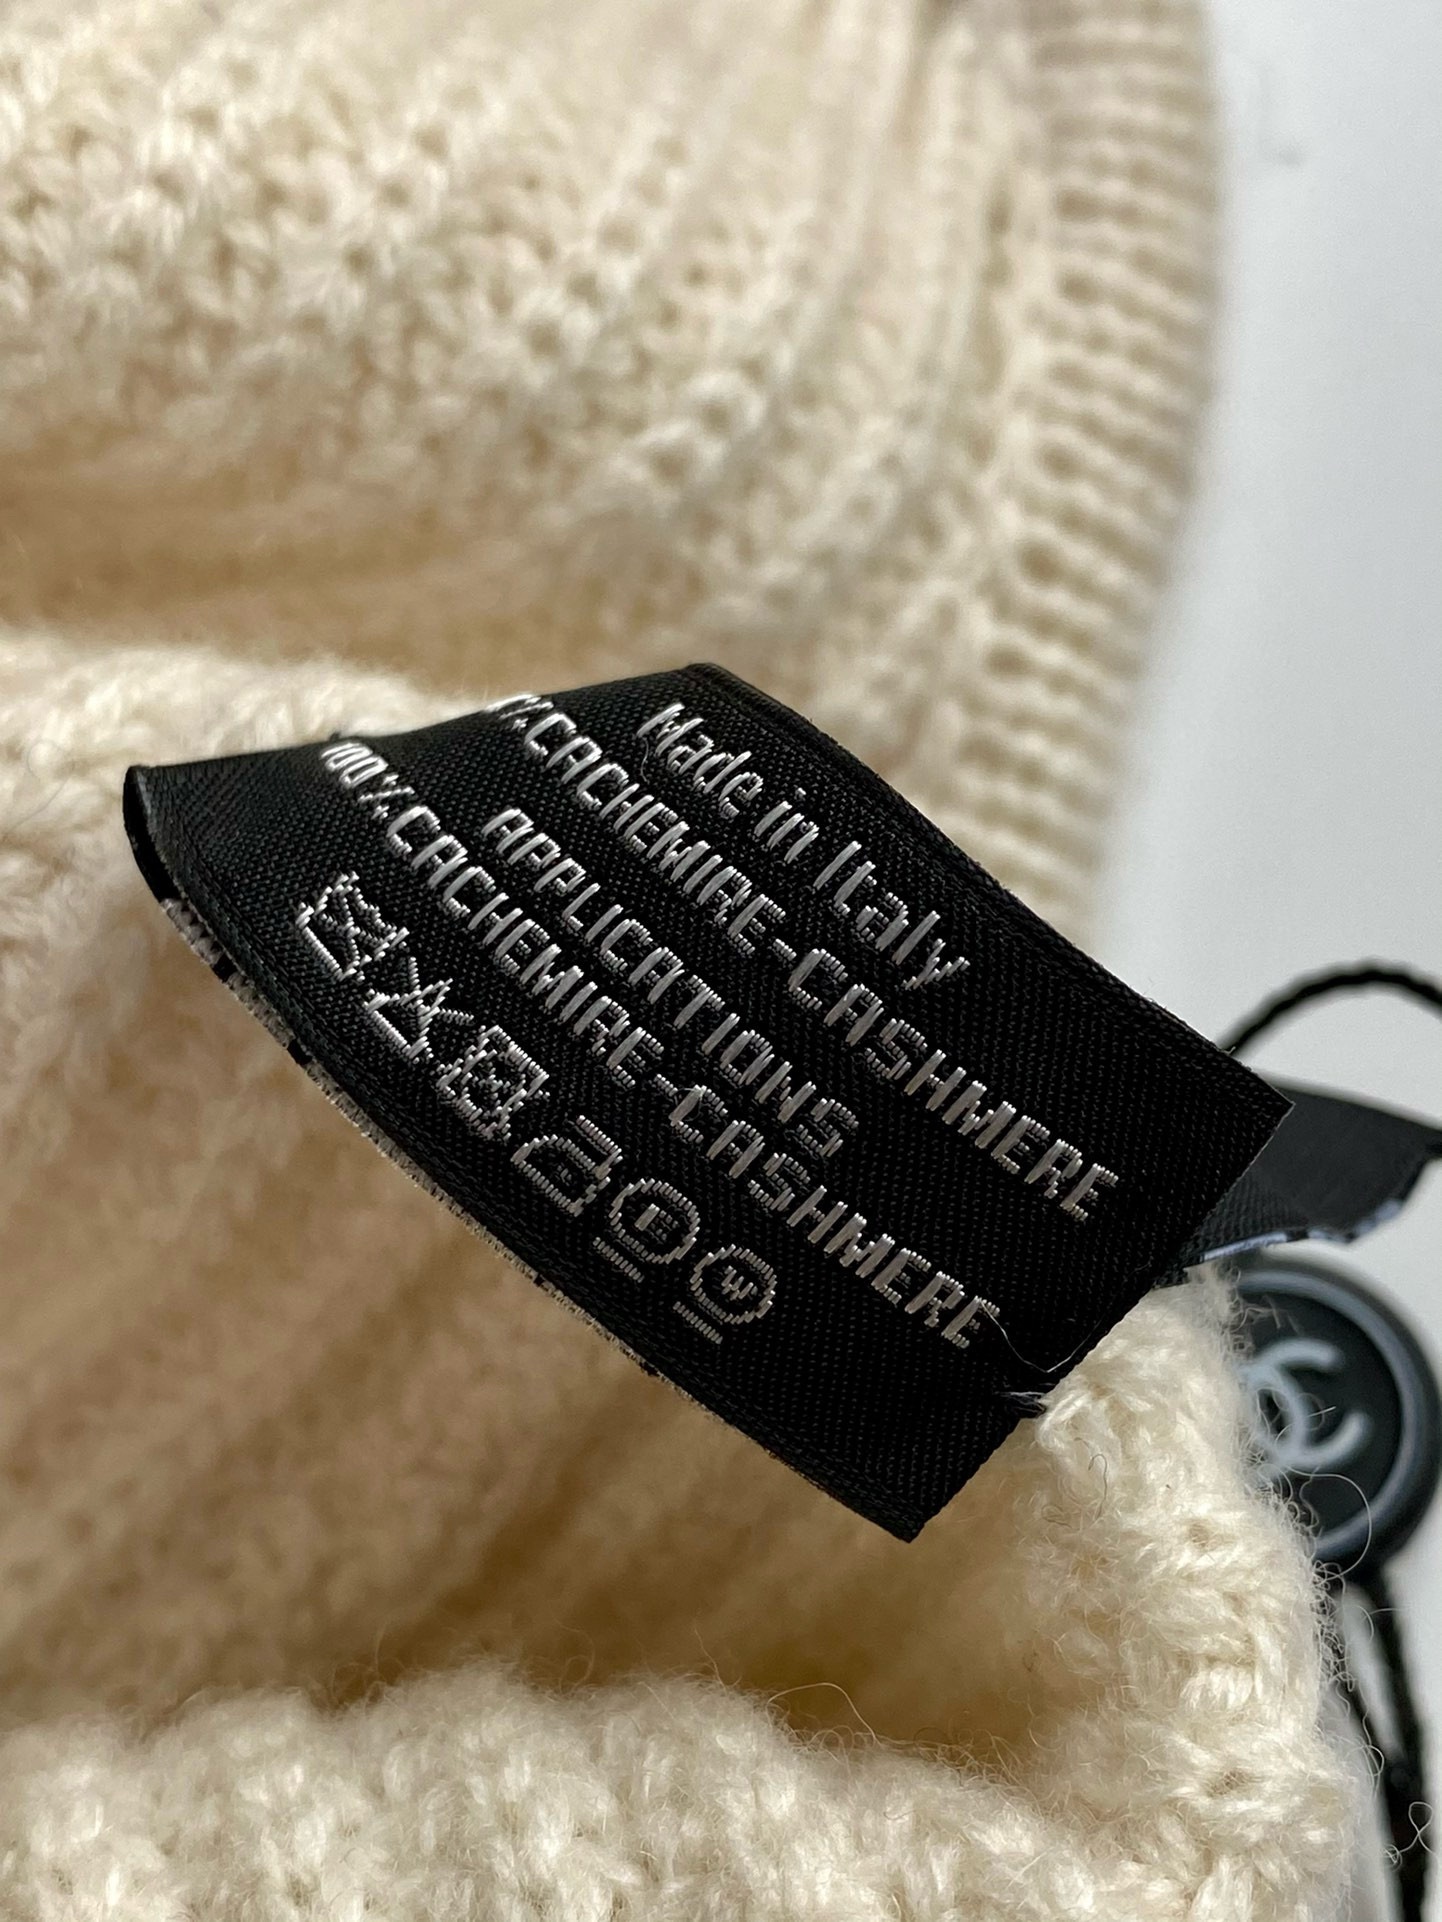 Made in Italy
%CACHEMIRE-CASHMERE
APPLICATIONS
100%CACHEMIRE-CASHMERE
P
W